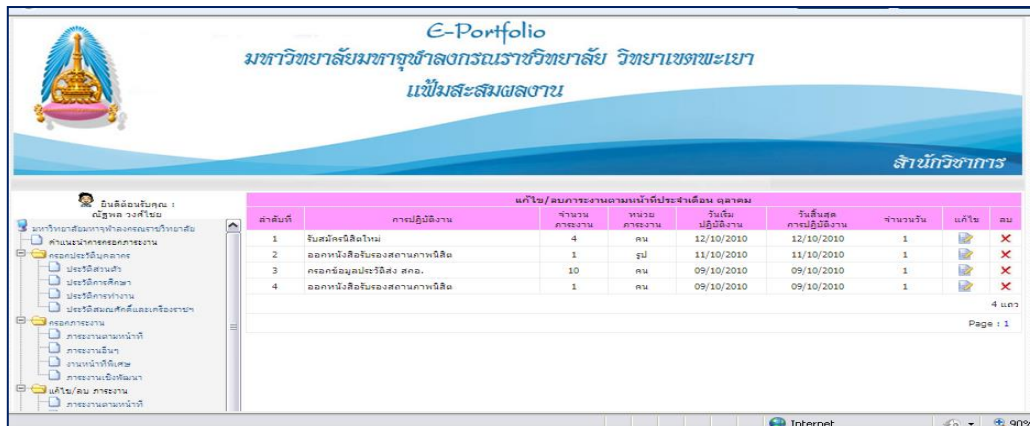 E-Portfolio
มหาวิทยาลัยมหาจุฬาลงกรณราชวิทยาลัย วิทยาเขตพะเยา
แฟ้มสะสมผลงาน
สำนักวิชาการ
ยินดีต้อนรับคุณ :
ณัฐพล วงค์ไชย
มหาวิทยาลัยมหาจุฬาลงกรณราชวิทยาลัย
คำแนะนำการกรอกภาระงาน
กรอกประวัติบุคลากร
ประวัติส่วนตัว
ประวัติการศึกษา
ประวัติการทำงาน
ประวัติสมณศักดิ์และเครื่องราชฯ
กรอกภาระงาน
ภาระงานตามหน้าที่
ภาระงานอื่นๆ
งานหน้าที่พิเศษ
ภาระงานเชิงพัฒนา
แก้ไข/ลบ ภาระงาน
ภาระงานตามหน้าที่
แก้ไข/ลบภาระงานตามหน้าที่ประจำเดือน ตุลาคม
ลำดับที่ การปฏิบัติงาน จำนวนภาระงาน หน่วยภาระงาน วันเริ่มปฏิบัติงาน วันสิ้นสุดการปฏิบัติงาน จำนวนวัน แก้ไข ลบ
1 รับสมัครนิสิตใหม่ 4 คน 12/10/2010 12/10/2010 1
2 ออกหนังสือรับรองสถานภาพนิสิต 1 รูป 11/10/2010 11/10/2010 1
3 กรอกข้อมูลประวัติส่ง สกอ. 10 คน 09/10/2010 09/10/2010 1
4 ออกหนังสือรับรองสถานภาพนิสิต 1 คน 09/10/2010 09/10/2010 1
4 แถว
Page : 1
Internet 90%